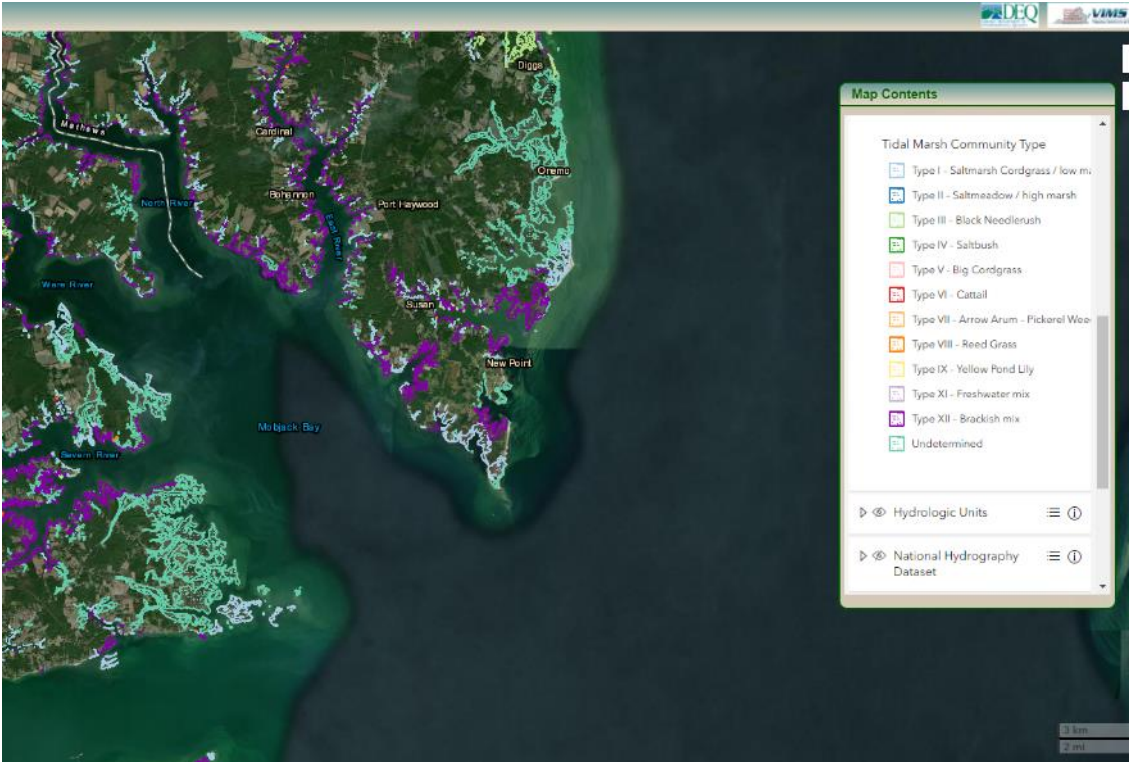 DEQ
VIMS
Map Contents
Tidal Marsh Community Type
Type I - Saltmarsh Cordgrass / low ma
Type II - Saltmeadow / high marsh
Type III - Black Needlerush
Type IV - Saltbush
Type V - Big Cordgrass
Type VI - Cattail
Type VII - Arrow Arum - Pickerel Wee
Type VIII - Reed Grass
Type IX - Yellow Pond Lily
Type XI - Freshwater mix
Type XII - Brackish mix
Undetermined
Hydrologic Units
National Hydrography
Dataset
Diggs
Mathews
Cardinal
Onemo
Bohannon
North River
Port Haywood
East River
Ware River
Susan
New Point
Mobjack Bay
Severn River
3 km
2 mi